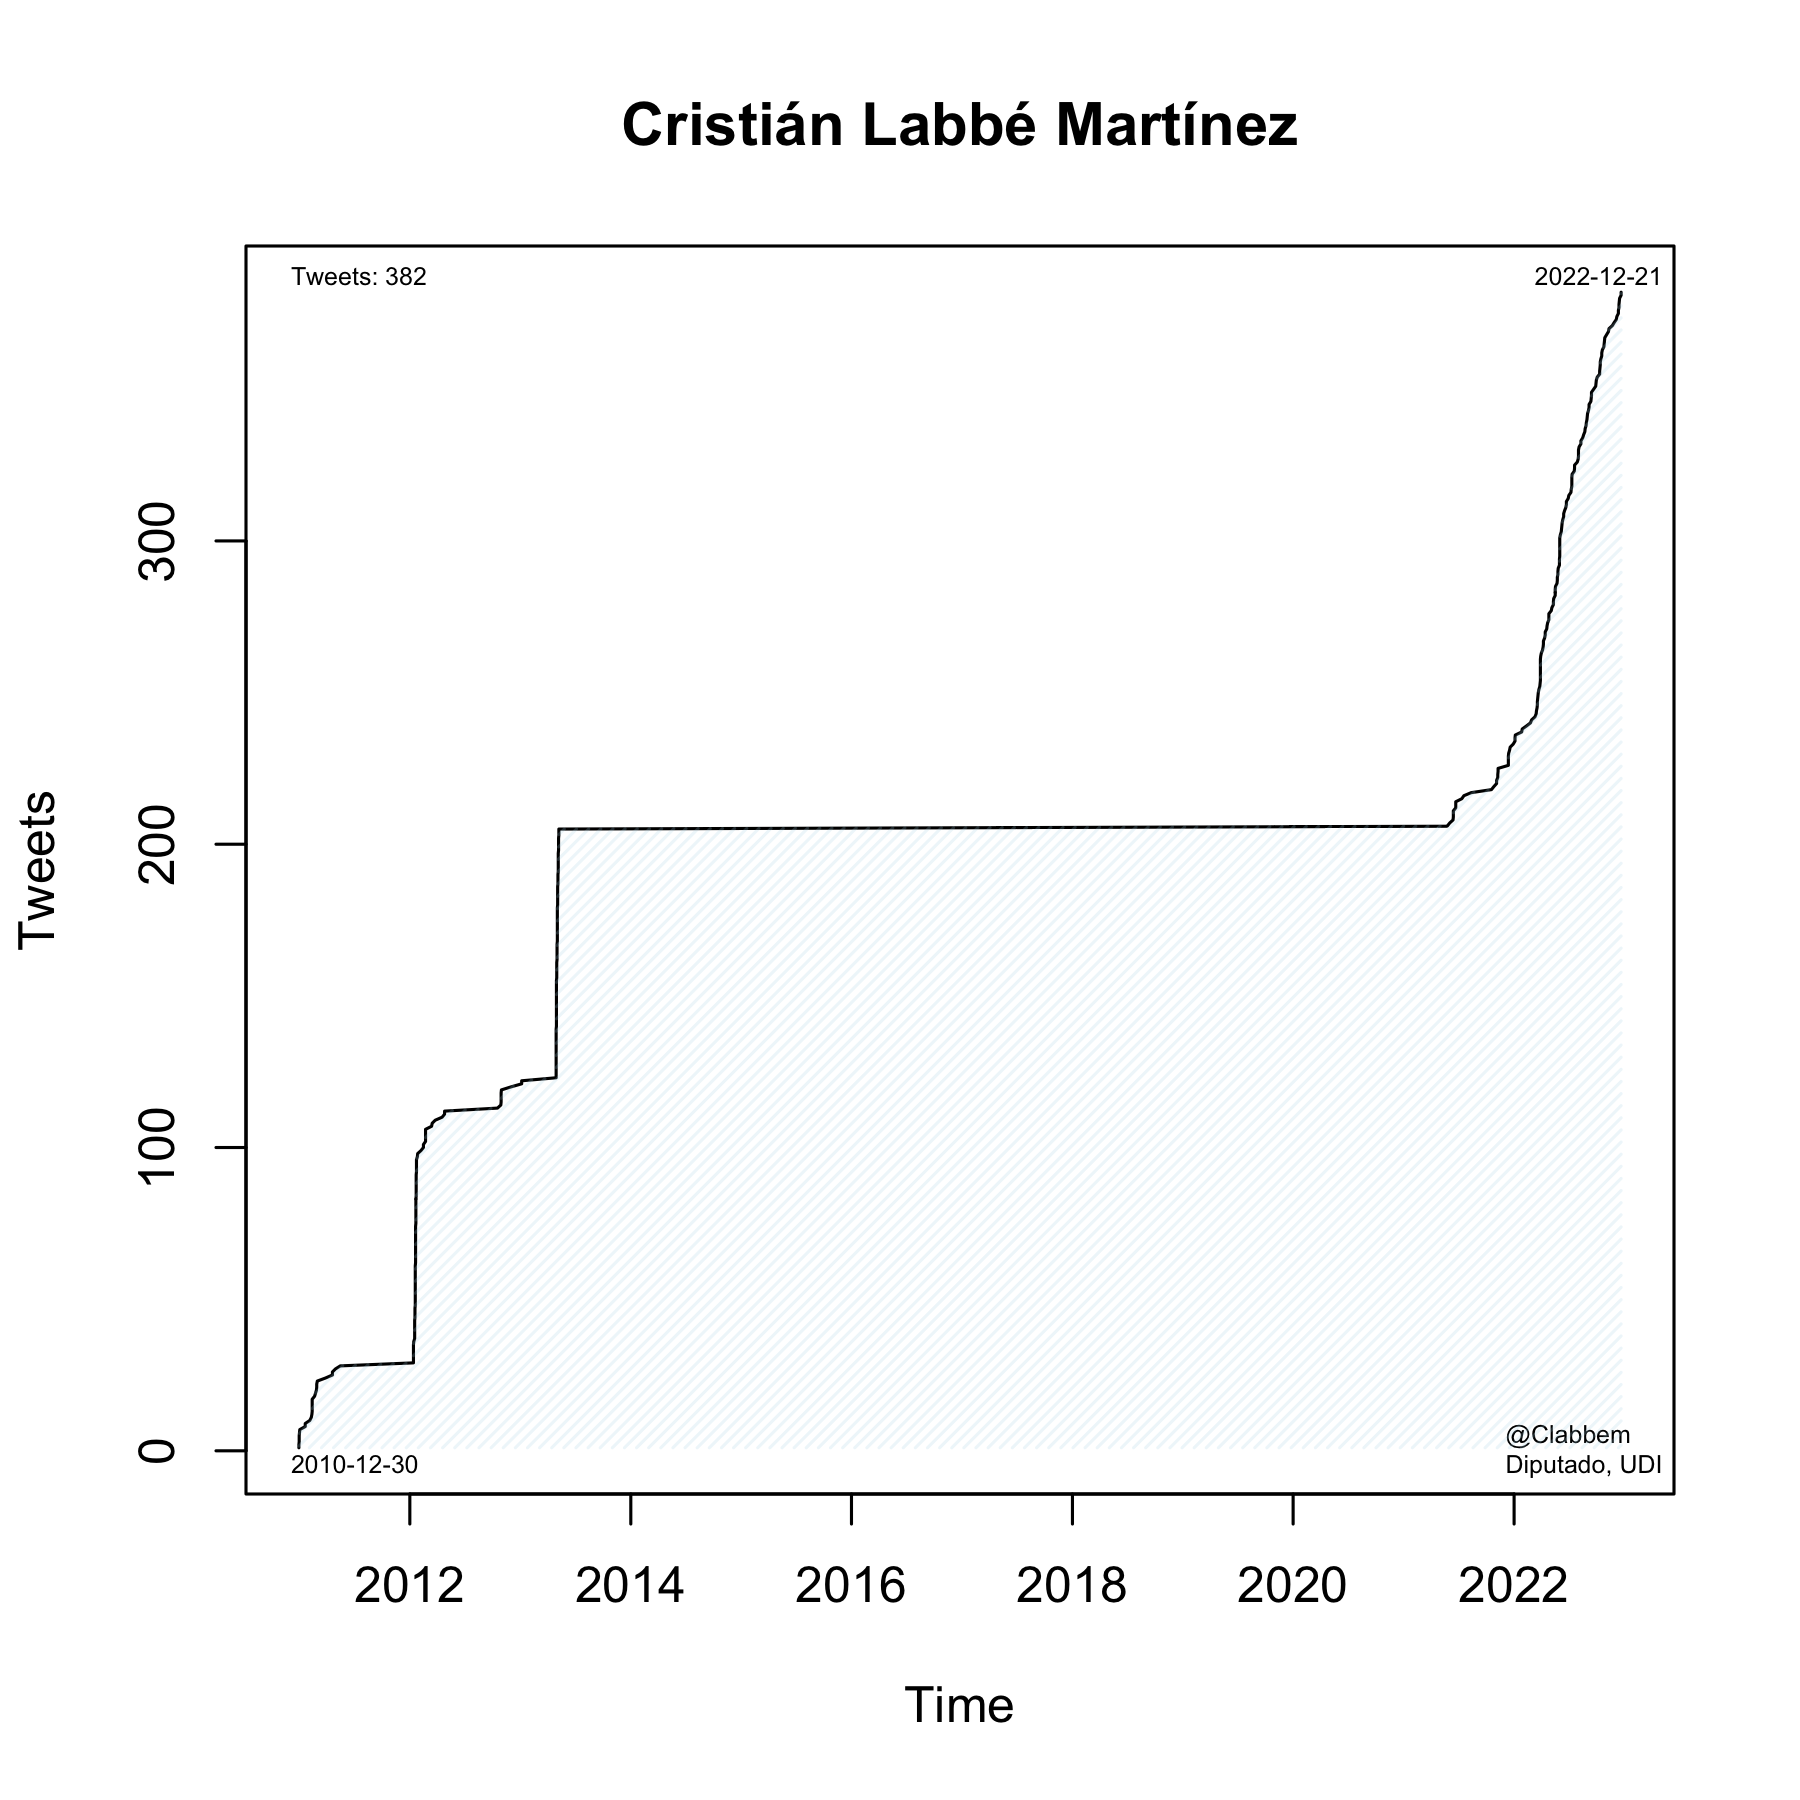 Cristián Labbé Martínez
Tweets: 382
2022-12-21
300
200
100
0
Tweets
2010-12-30
@Clabbem
Diputado, UDI
2012 2014 2016 2018 2020 2022
Time